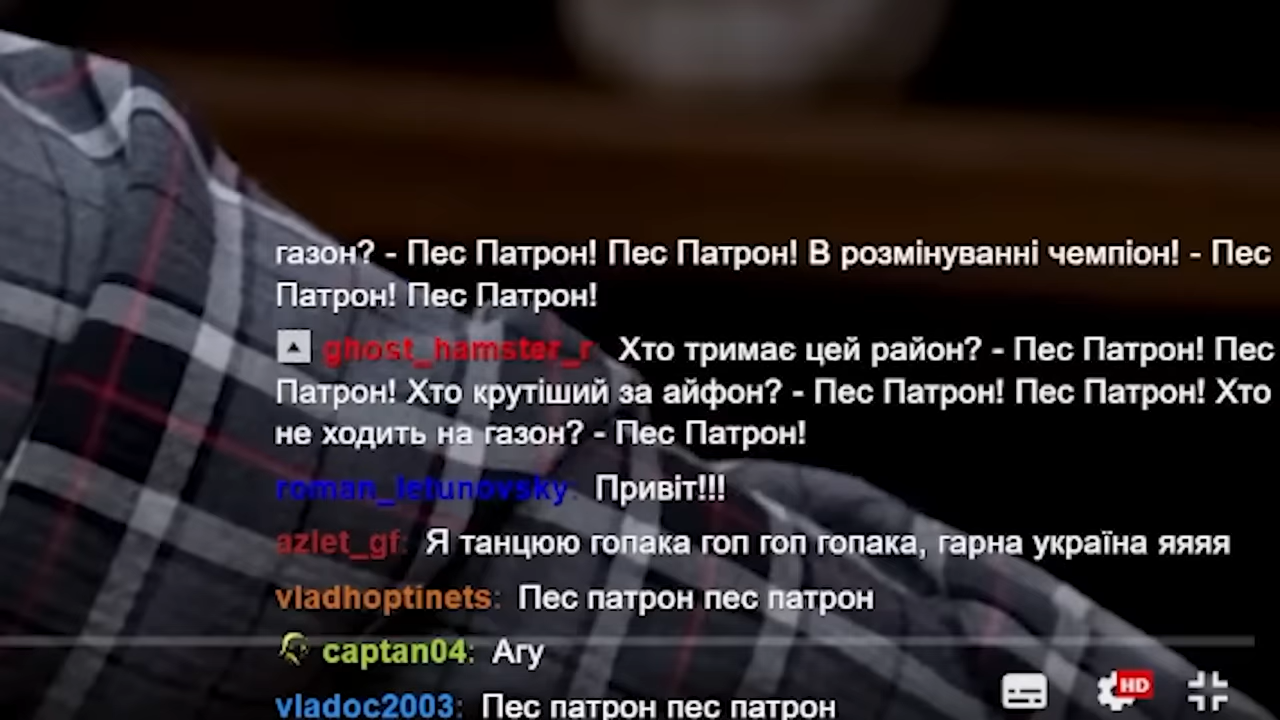 газон? - Пес Патрон! Пес Патрон! В розмінуванні чемпіон! - Пес
Патрон! Пес Патрон!
ghost_hamster_r: Хто тримає цей район? - Пес Патрон! Пес
Патрон! Хто крутіший за айфон? - Пес Патрон! Пес Патрон! Хто
не ходить на газон? - Пес Патрон!
roman_letunovsky: Привіт!!!
azlet_gf: Я танцюю гопака гоп гоп гопака, гарна україна яяяя
vladhoptinets: Пес патрон пес патрон
captan04: Агу
vladoc2003: Пес патрон пес патрон
HD